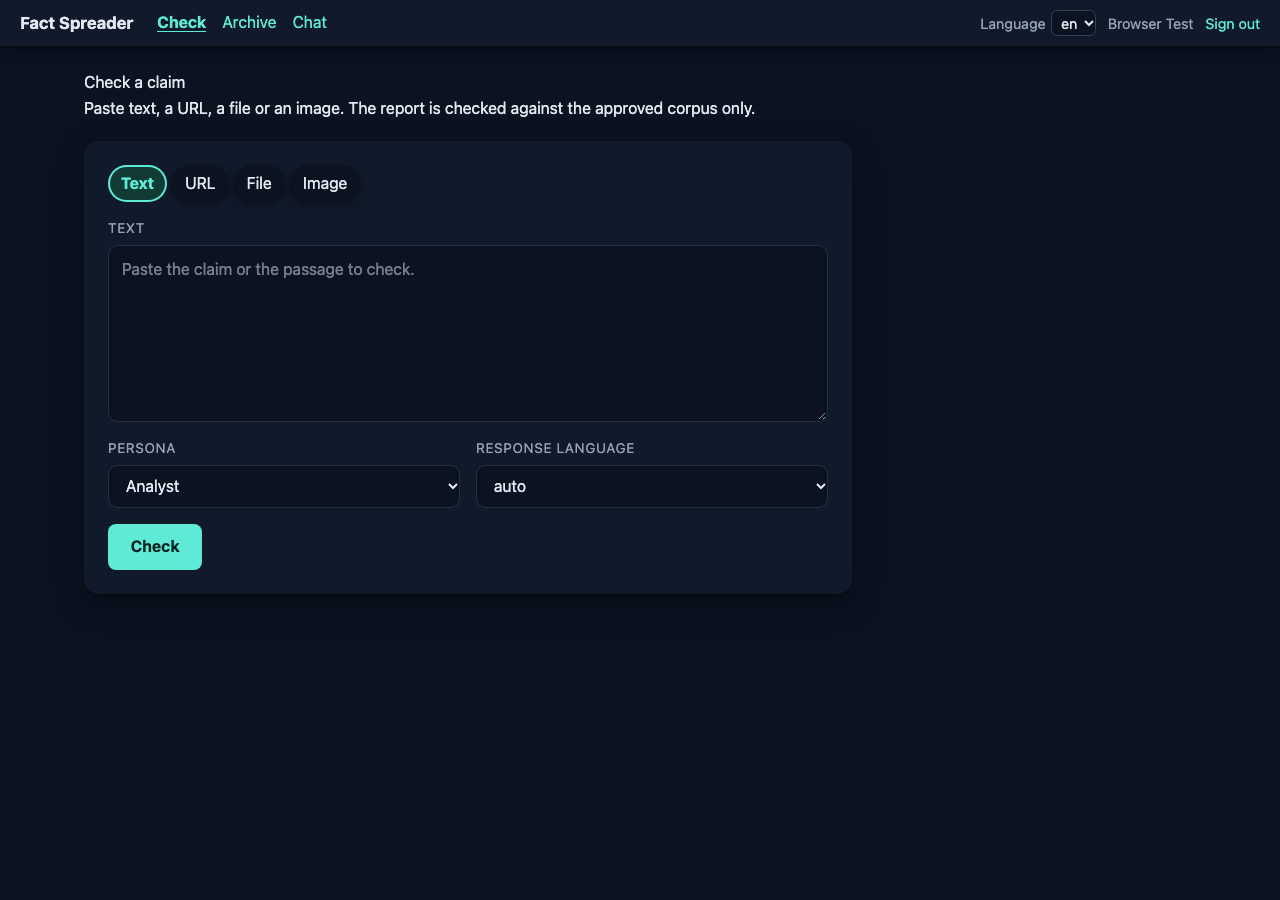 Fact Spreader Check Archive Chat Language en Browser Test Sign out
Check a claim
Paste text, a URL, a file or an image. The report is checked against the approved corpus only.
Text URL File Image
TEXT
Paste the claim or the passage to check.
PERSONA RESPONSE LANGUAGE
Analyst auto
Check